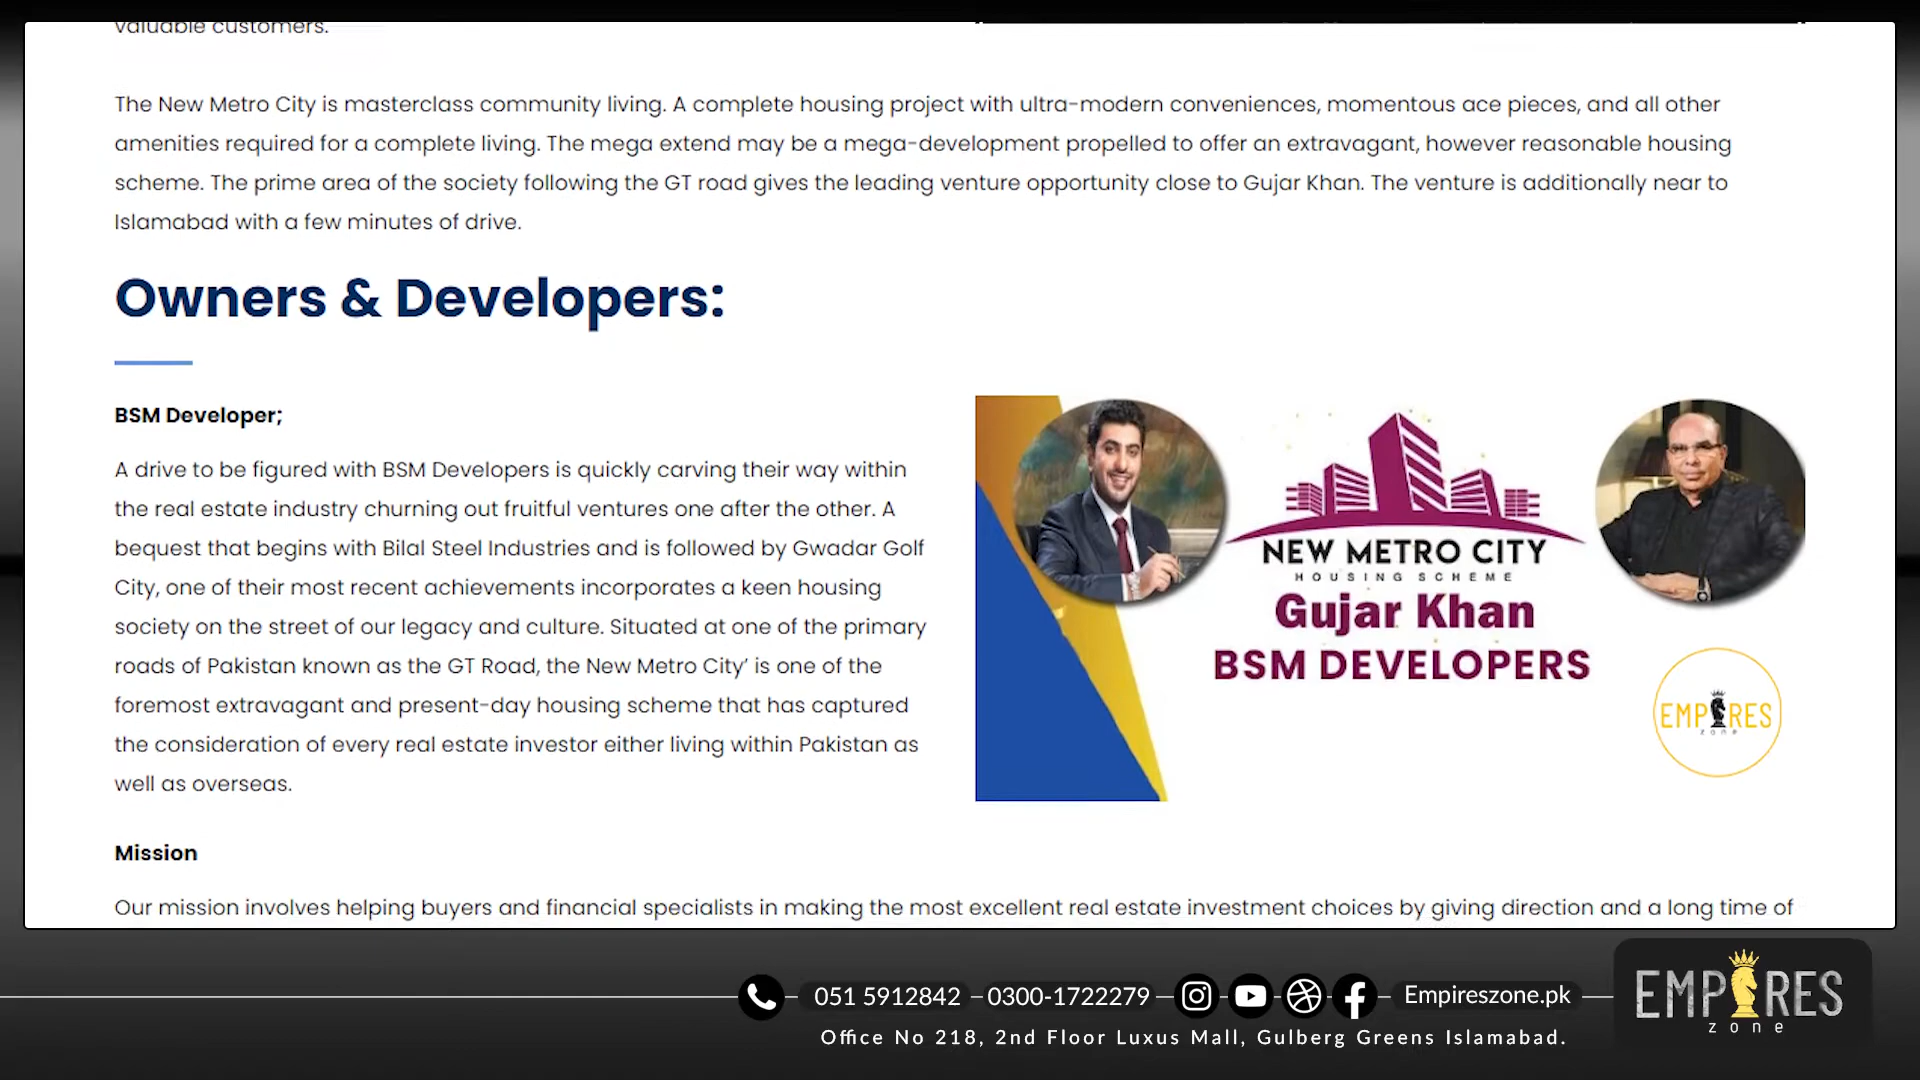 valuable customers.
The New Metro City is masterclass community living. A complete housing project with ultra-modern conveniences, momentous ace pieces, and all other
amenities required for a complete living. The mega extend may be a mega-development propelled to offer an extravagant, however reasonable housing
scheme. The prime area of the society following the GT road gives the leading venture opportunity close to Gujar Khan. The venture is additionally near to
Islamabad with a few minutes of drive.
Owners & Developers:
BSM Developer;
A drive to be figured with BSM Developers is quickly carving their way within
the real estate industry churning out fruitful ventures one after the other. A
bequest that begins with Bilal Steel Industries and is followed by Gwadar Golf
City, one of their most recent achievements incorporates a keen housing
society on the street of our legacy and culture. Situated at one of the primary
roads of Pakistan known as the GT Road, the New Metro City’ is one of the
foremost extravagant and present-day housing scheme that has captured
the consideration of every real estate investor either living within Pakistan as
well as overseas.
NEW METRO CITY
HOUSING SCHEME
Gujar Khan
BSM DEVELOPERS
EMPIRES
zone
Mission
Our mission involves helping buyers and financial specialists in making the most excellent real estate investment choices by giving direction and a long time of
051 5912842
0300-1722279
Empireszone.pk
Office No 218, 2nd Floor Luxus Mall, Gulberg Greens Islamabad.
EMPIRES
zone